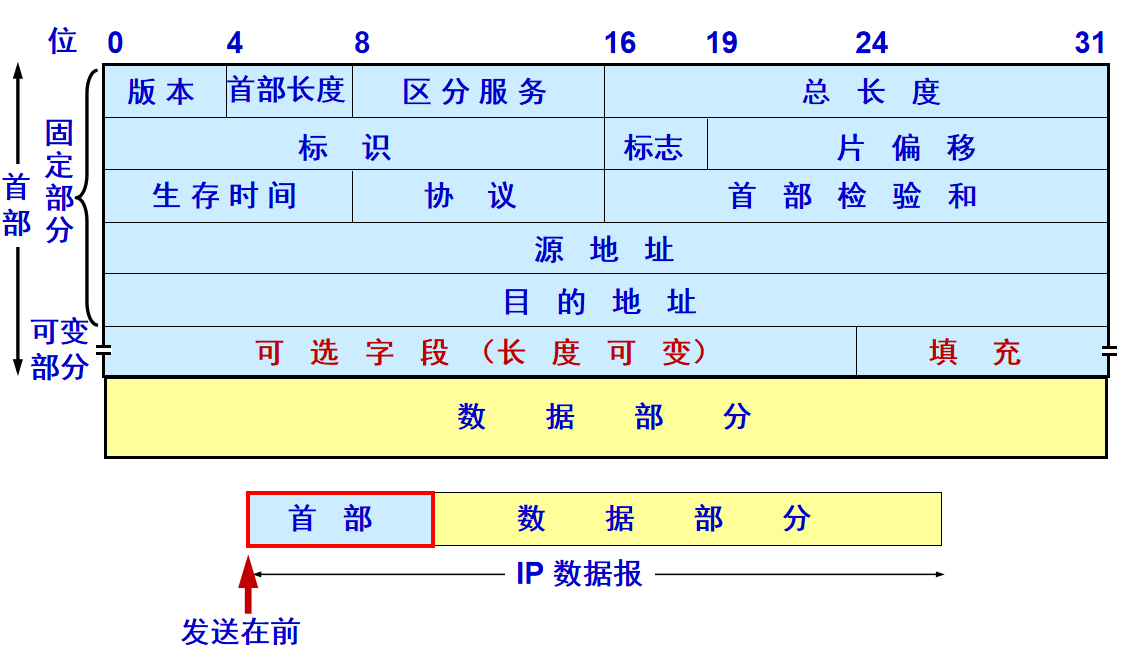 位 0 4 8 16 19 24 31
版本 首部长度 区分服务 总长度
标识 标志 片偏移
生存时间 协议 首部检验和
源地址
目的地址
可选字段（长度可变） 填充
首部
固定部分
可变
部分
数据部分
首部 数据部分
IP 数据报
发送在前